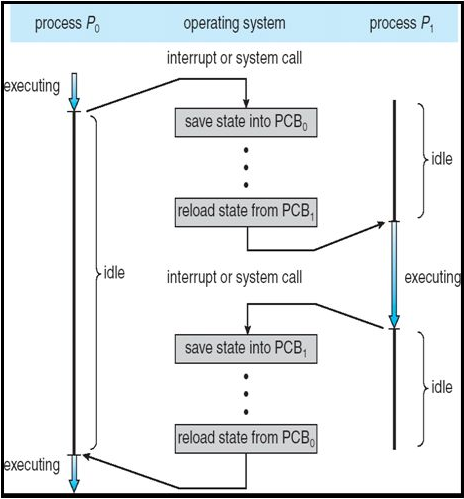 process P₀ operating system process P₁
interrupt or system call
executing
save state into PCB₀
idle
reload state from PCB₁
idle
interrupt or system call
executing
save state into PCB₁
idle
reload state from PCB₀
executing